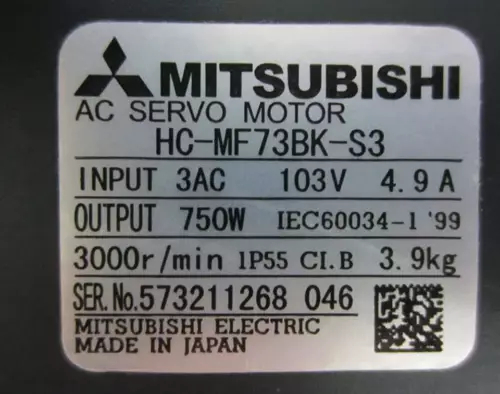 MITSUBISHI
AC SERVO MOTOR
HC-MF73BK-S3
INPUT 3AC 103V 4.9A
OUTPUT 750W IEC60034-1 '99
3000r/min IP55 CI.B 3.9kg
SER.No.573211268 046
MITSUBISHI ELECTRIC
MADE IN JAPAN